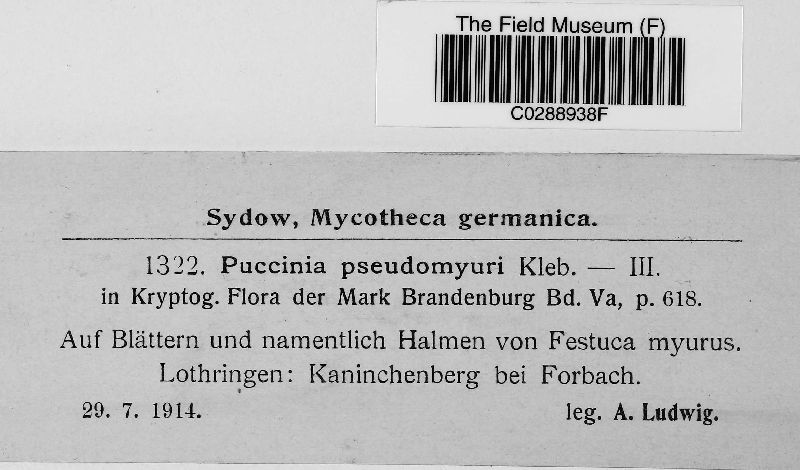 The Field Museum (F)
C0288938F
Sydow, Mycotheca germanica.
1322. Puccinia pseudomyuri Kleb. — III.
in Kryptog. Flora der Mark Brandenburg Bd. Va, p. 618.
Auf Blättern und namentlich Halmen von Festuca myurus.
Lothringen: Kaninchenberg bei Forbach.
29. 7. 1914. leg. A. Ludwig.